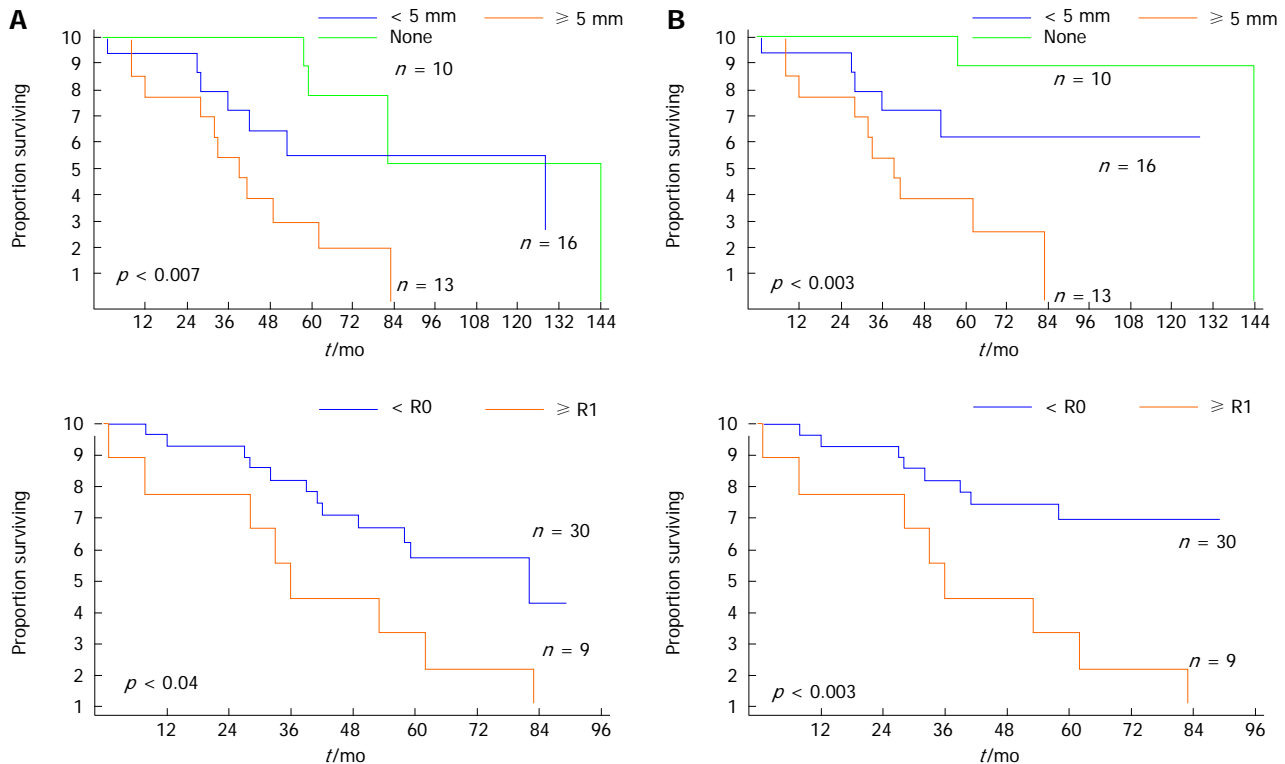 A
< 5 mm ⩾ 5 mm
None
10
9
8
7
6
5
4
3
2
1
Proportion surviving
n = 10
n = 16
n = 13
p < 0.007
12 24 36 48 60 72 84 96 108 120 132 144
t/mo
B
< 5 mm ⩾ 5 mm
None
10
9
8
7
6
5
4
3
2
1
Proportion surviving
n = 10
n = 16
n = 13
p < 0.003
12 24 36 48 60 72 84 96 108 120 132 144
t/mo
< R0 ⩾ R1
10
9
8
7
6
5
4
3
2
1
Proportion surviving
n = 30
n = 9
p < 0.04
12 24 36 48 60 72 84 96
t/mo
< R0 ⩾ R1
10
9
8
7
6
5
4
3
2
1
Proportion surviving
n = 30
n = 9
p < 0.003
12 24 36 48 60 72 84 96
t/mo